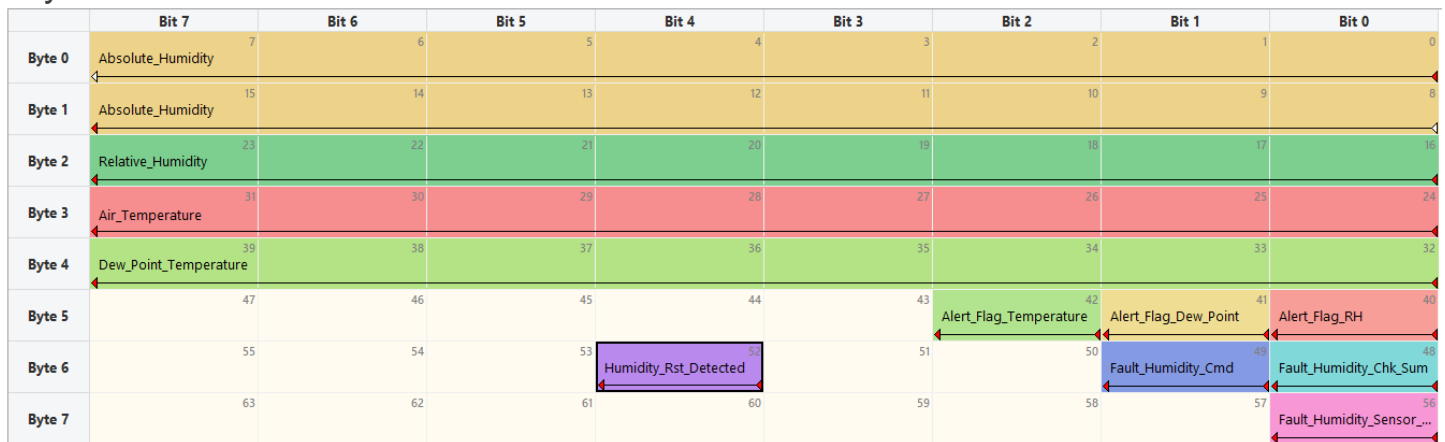 Bit 7 Bit 6 Bit 5 Bit 4 Bit 3 Bit 2 Bit 1 Bit 0
7 6 5 4 3 2 1 0
Byte 0 Absolute_Humidity
15 14 13 12 11 10 9 8
Byte 1 Absolute_Humidity
23 22 21 20 19 18 17 16
Byte 2 Relative_Humidity
31 30 29 28 27 26 25 24
Byte 3 Air_Temperature
39 38 37 36 35 34 33 32
Byte 4 Dew_Point_Temperature
47 46 45 44 43 42 41 40
Byte 5 Alert_Flag_Temperature Alert_Flag_Dew_Point Alert_Flag_RH
55 54 53 52 51 50 49 48
Byte 6 Humidity_Rst_Detected Fault_Humidity_Cmd Fault_Humidity_Chk_Sum
63 62 61 60 59 58 57 56
Byte 7 Fault_Humidity_Sensor_...